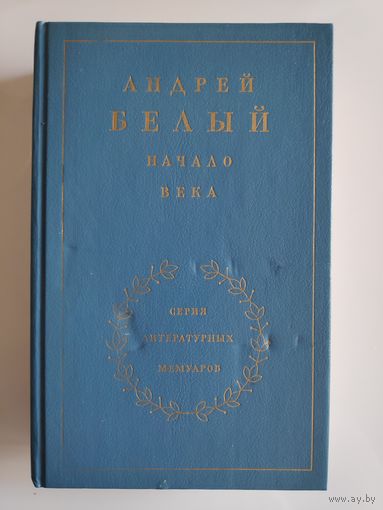 АНДРЕЙ
БЕЛЫЙ
НАЧАЛО
ВЕКА
СЕРИЯ
ЛИТЕРАТУРНЫХ
МЕМУАРОВ
© www.ay.by